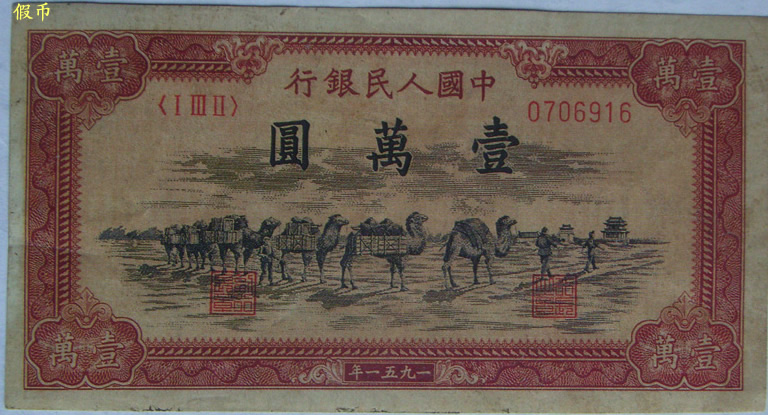 假币
壹萬
壹萬
中國人民銀行
〈I III II〉
0706916
壹萬圓
壹萬
壹萬
一九五一年